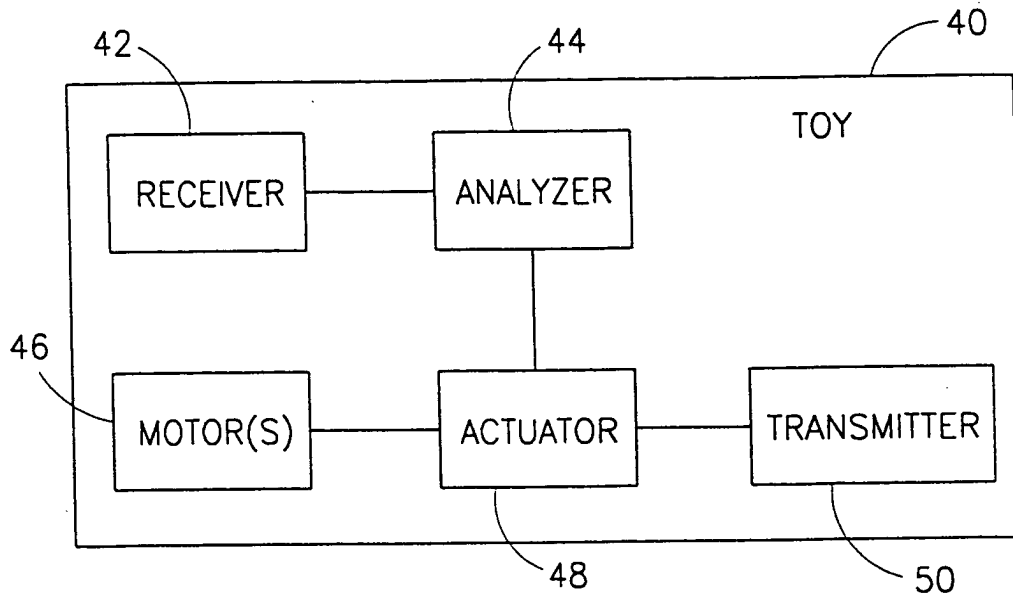 42
44
40
TOY
RECEIVER
ANALYZER
46
MOTOR(S)
ACTUATOR
TRANSMITTER
48
50